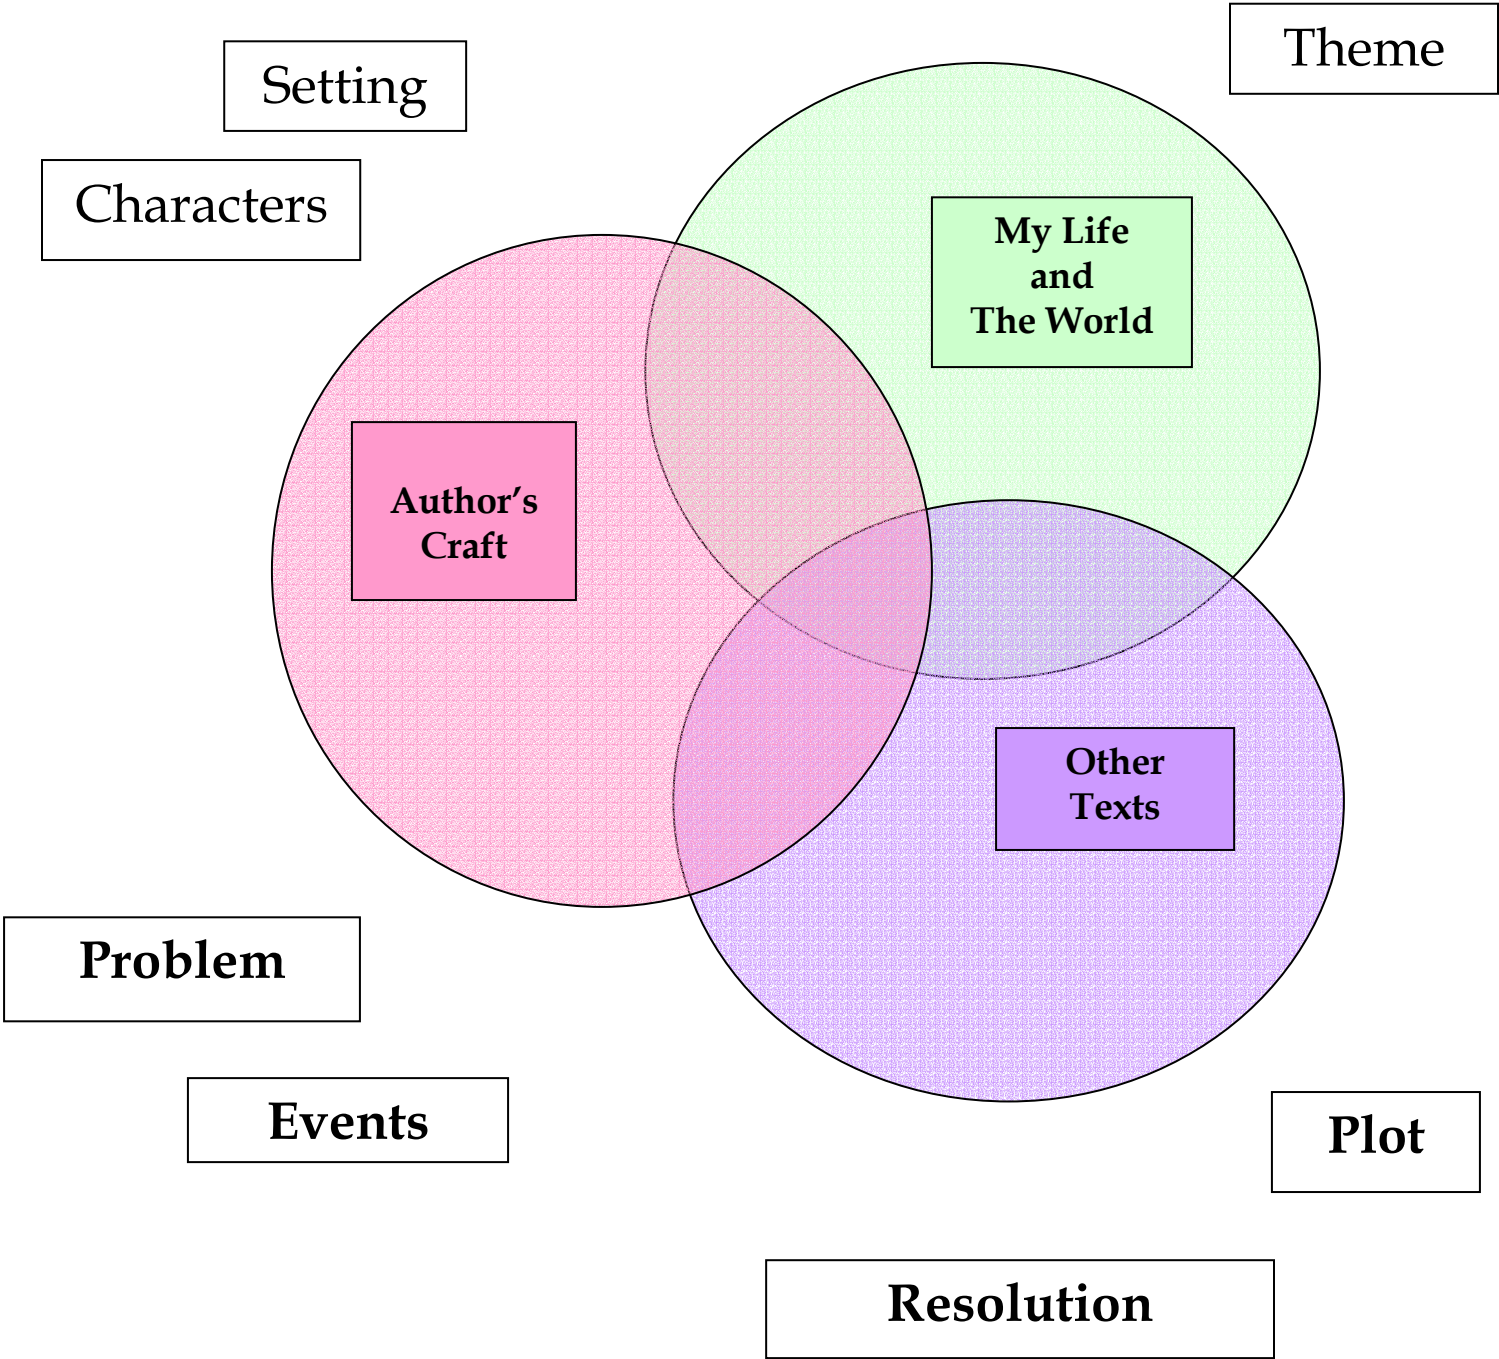 Theme
Setting
Characters
My Life
and
The World
Author’s
Craft
Other
Texts
Problem
Events
Plot
Resolution